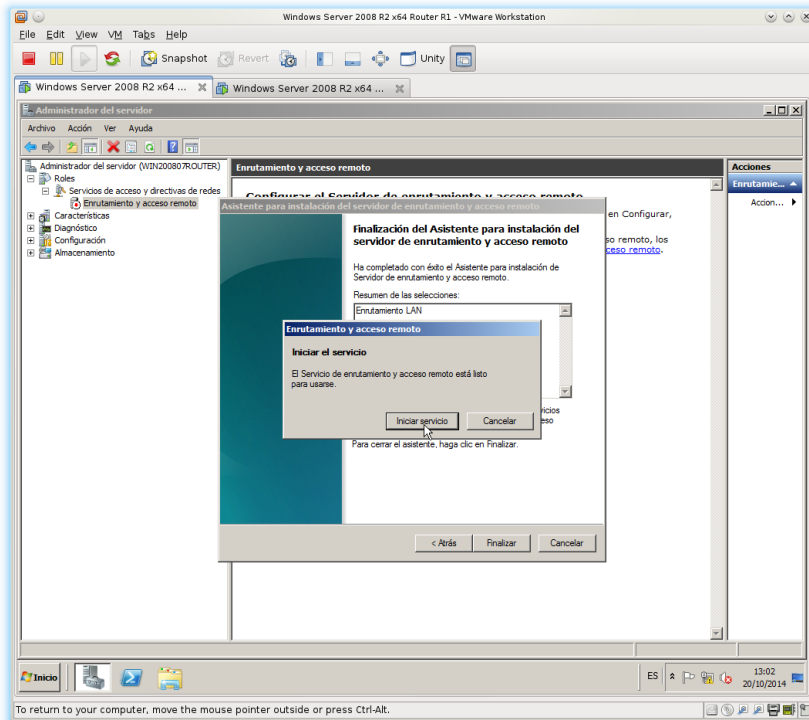 Windows Server 2008 R2 x64 Router R1 - VMware Workstation
File Edit View VM Tabs Help
Snapshot Revert Unity
Windows Server 2008 R2 x64 ... Windows Server 2008 R2 x64 ...
Administrador del servidor
Archivo Acción Ver Ayuda
Administrador del servidor (WIN200807ROUTER)
Roles
Servicios de acceso y directivas de redes
Enrutamiento y acceso remoto
Características
Diagnóstico
Configuración
Almacenamiento
Enrutamiento y acceso remoto
Configurar el Servidor de enrutamiento y acceso remoto
en Configurar,
so remoto, los
ceso remoto.
Acciones
Enrutamie...
Accion...
Asistente para instalación del servidor de enrutamiento y acceso remoto
Finalización del Asistente para instalación del
servidor de enrutamiento y acceso remoto
Ha completado con éxito el Asistente para instalación de
Servidor de enrutamiento y acceso remoto.
Resumen de las selecciones:
Enrutamiento LAN
Enrutamiento y acceso remoto
Iniciar el servicio
El Servicio de enrutamiento y acceso remoto está listo
para usarse.
Iniciar servicio Cancelar
vicios
eso
Para cerrar el asistente, haga clic en Finalizar.
< Atrás Finalizar Cancelar
Inicio
ES
13:02
20/10/2014
To return to your computer, move the mouse pointer outside or press Ctrl-Alt.